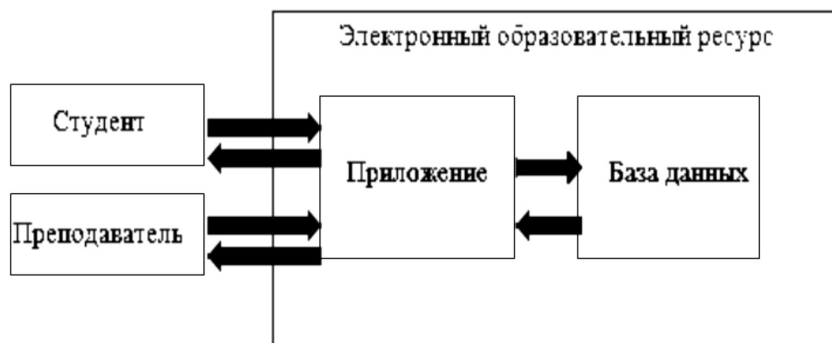 Электронный образовательный ресурс
Студент
Приложение
База данных
Преподаватель